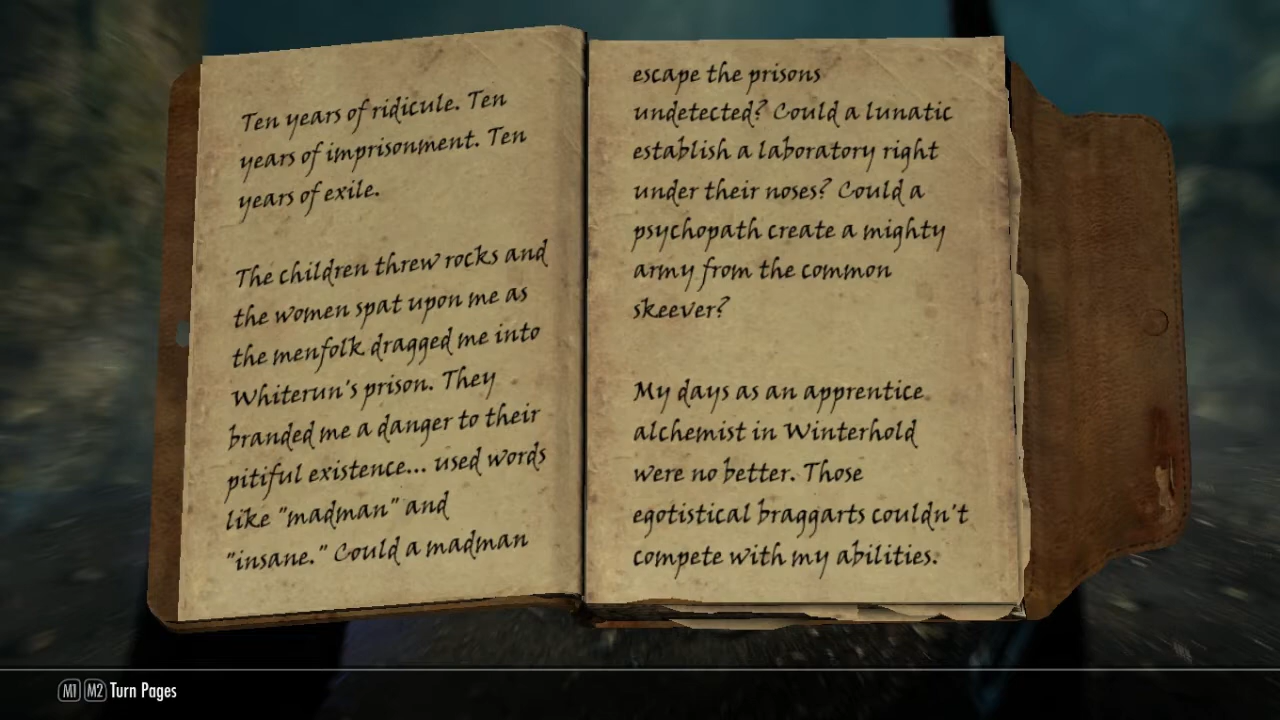 Ten years of ridicule. Ten
years of imprisonment. Ten
years of exile.
The children threw rocks and
the women spat upon me as
the menfolk dragged me into
Whiterun's prison. They
branded me a danger to their
pitiful existence... used words
like "madman" and
"insane." Could a madman
escape the prisons
undetected? Could a lunatic
establish a laboratory right
under their noses? Could a
psychopath create a mighty
army from the common
skeever?
My days as an apprentice
alchemist in Winterhold
were no better. Those
egotistical braggarts couldn't
compete with my abilities.
M1 M2 Turn Pages